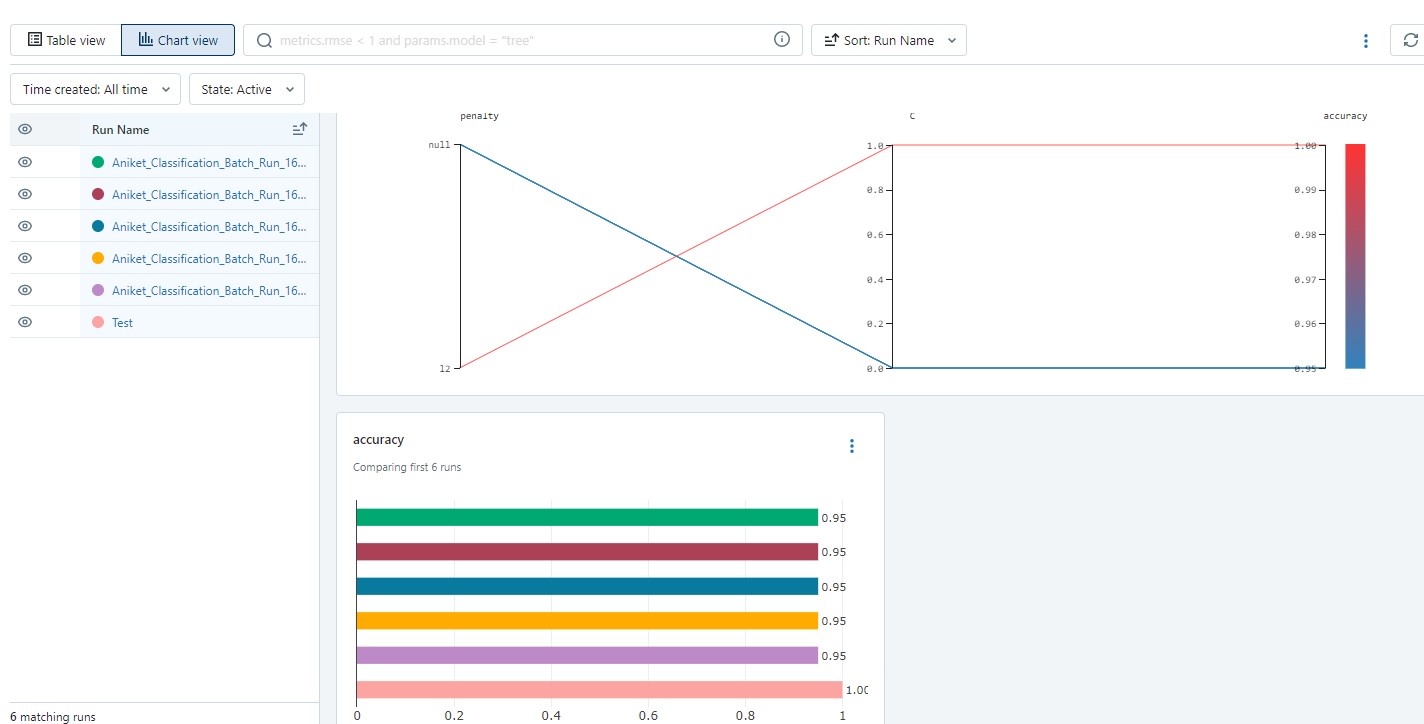 Table view
Chart view
metrics.rmse < 1 and params.model = "tree"
Sort: Run Name
Time created: All time
State: Active
Run Name
Aniket_Classification_Batch_Run_16...
Aniket_Classification_Batch_Run_16...
Aniket_Classification_Batch_Run_16...
Aniket_Classification_Batch_Run_16...
Aniket_Classification_Batch_Run_16...
Test
6 matching runs
penalty
C
accuracy
null
l2
1.0
0.8
0.6
0.4
0.2
0.0
1.00
0.99
0.98
0.97
0.96
0.95
accuracy
Comparing first 6 runs
0.95
0.95
0.95
0.95
0.95
1.00
0 0.2 0.4 0.6 0.8 1